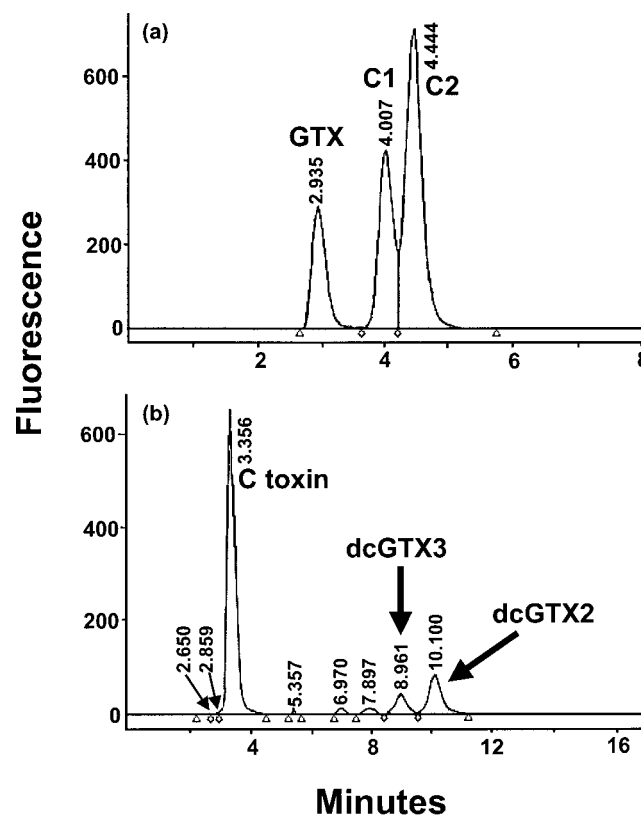 (a)
600
400
200
0
GTX
2.935
C1
4.007
C2
4.444
2
4
6
8
Fluorescence
(b)
600
400
200
0
3.356
C toxin
2.650
2.859
5.357
6.970
7.897
8.961
10.100
dcGTX3
dcGTX2
4
8
12
16
Minutes